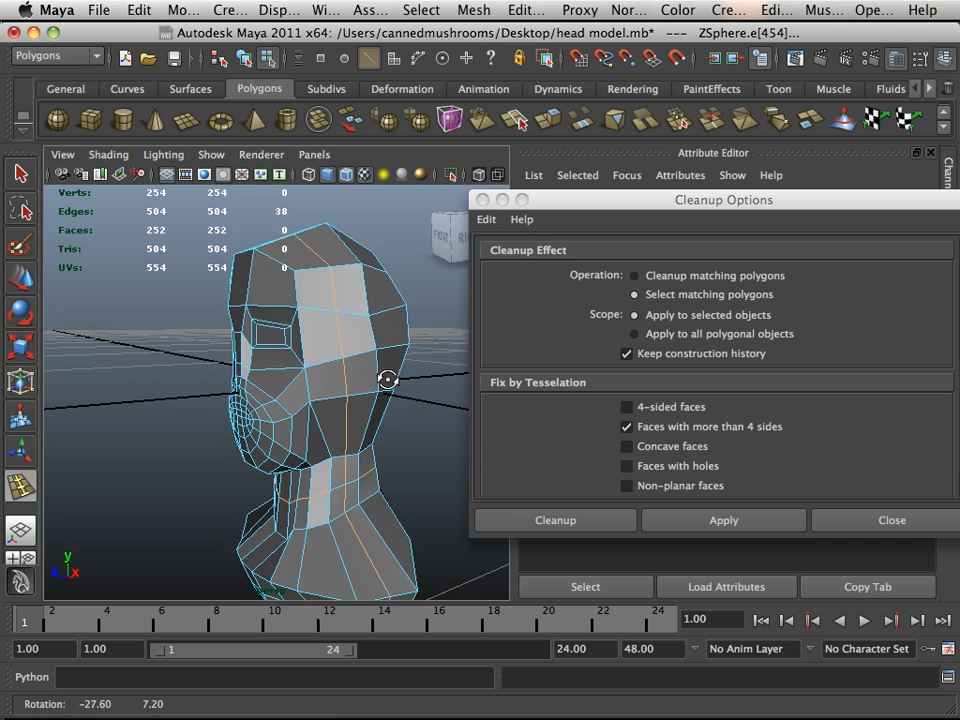 Maya File Edit Mo... Cre... Disp... Wi... Ass... Select Mesh Edit... Proxy Nor... Color Cre... Edi... Mus... Ope... Help
Autodesk Maya 2011 x64: /Users/cannedmushrooms/Desktop/head model.mb* --- ZSphere.e[454]...
Polygons
General Curves Surfaces Polygons Subdivs Deformation Animation Dynamics Rendering PaintEffects Toon Muscle Fluids
View Shading Lighting Show Renderer Panels
Attribute Editor
List Selected Focus Attributes Show Help
Chann
Verts: 254 254 0
Edges: 504 504 38
Faces: 252 252 0
Tris: 504 504 0
UVs: 554 554 0
FRONT RI
Cleanup Options
Edit Help
Cleanup Effect
Operation: Cleanup matching polygons
Select matching polygons
Scope: Apply to selected objects
Apply to all polygonal objects
Keep construction history
Fix by Tesselation
4-sided faces
Faces with more than 4 sides
Concave faces
Faces with holes
Non-planar faces
Cleanup Apply Close
y
z x
Select Load Attributes Copy Tab
1 2 4 6 8 10 12 14 16 18 20 22 24 1.00
1.00 1.00 1 24 24.00 48.00 No Anim Layer No Character Set
Python
Rotation: -27.60 7.20